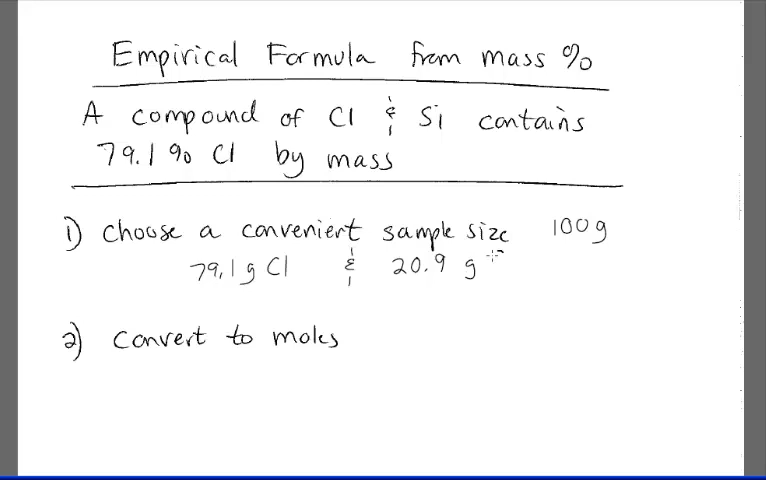 Empirical Formula from mass %
A compound of Cl & Si contains
79.1% Cl by mass
1) choose a convenient sample size 100g
79.1g Cl & 20.9 g
2) convert to moles